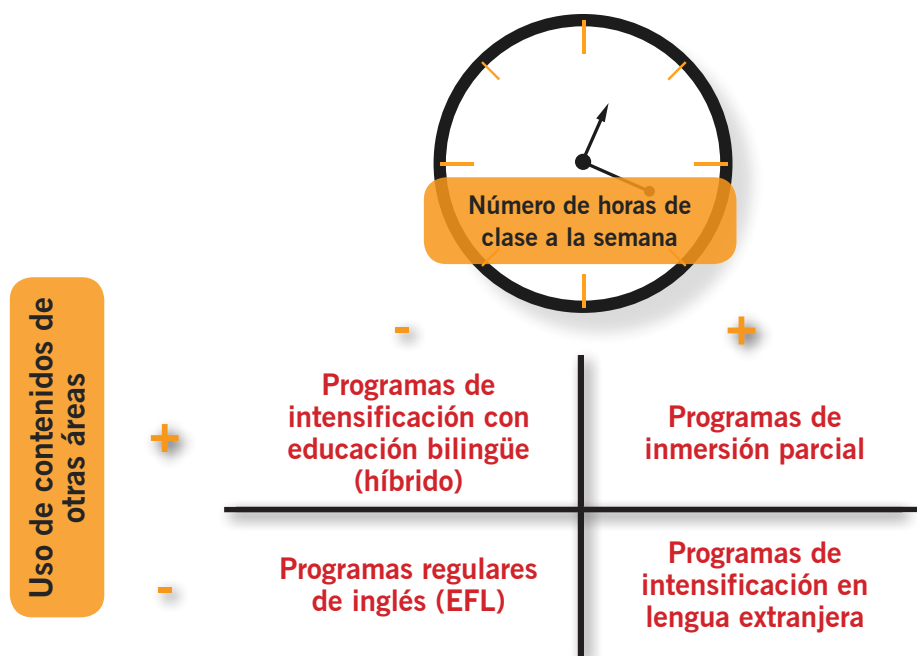 Número de horas de
clase a la semana
- +
Uso de contenidos de
otras áreas
+
Programas de
intensificación con
educación bilingüe
(híbrido)
Programas de
inmersión parcial
-
Programas regulares
de inglés (EFL)
Programas de
intensificación en
lengua extranjera